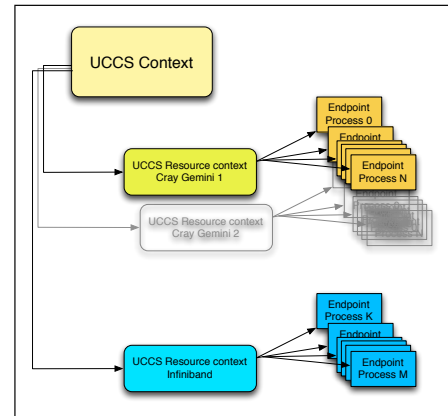 UCCS Context
Endpoint
Process 0
Endpoint
UCCS Resource context
Cray Gemini 1
Endpoint
Process N
UCCS Resource context
Cray Gemini 2
Endpoint
Process K
Endpoint
UCCS Resource context
Infiniband
Endpoint
Process M